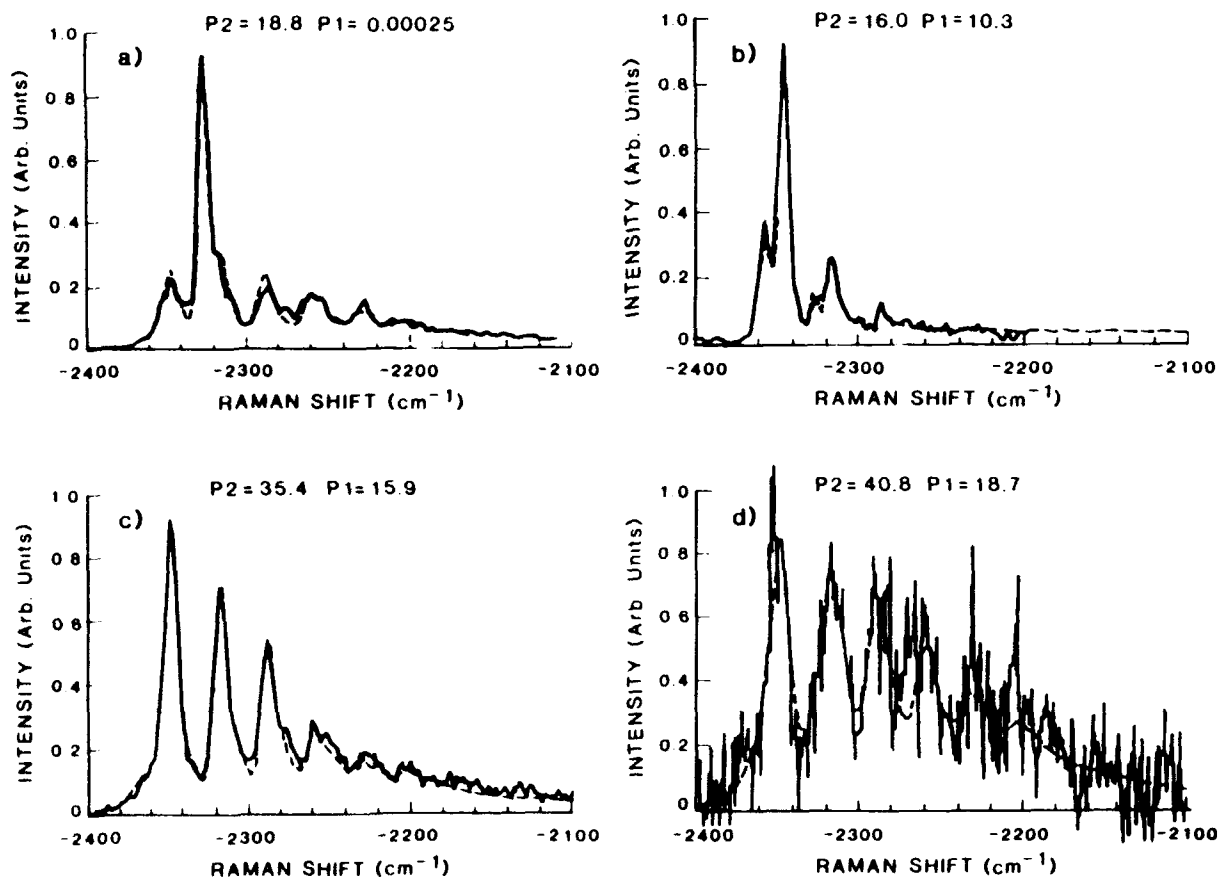 P2=18.8 P1= 0.00025
a)
INTENSITY (Arb. Units)
1.0
0.8
0.6
0.4
0.2
0
-2400 -2300 -2200 -2100
RAMAN SHIFT (cm⁻¹)
P2=16.0 P1=10.3
b)
INTENSITY (Arb. Units)
1.0
0.8
0.6
0.4
0.2
0
-2400 -2300 -2200 -2100
RAMAN SHIFT (cm⁻¹)
P2=35.4 P1=15.9
c)
INTENSITY (Arb. Units)
1.0
0.8
0.6
0.4
0.2
0
-2400 -2300 -2200 -2100
RAMAN SHIFT (cm⁻¹)
P2=40.8 P1=18.7
d)
INTENSITY (Arb. Units)
1.0
0.8
0.6
0.4
0.2
0
-2400 -2300 -2200 -2100
RAMAN SHIFT (cm⁻¹)